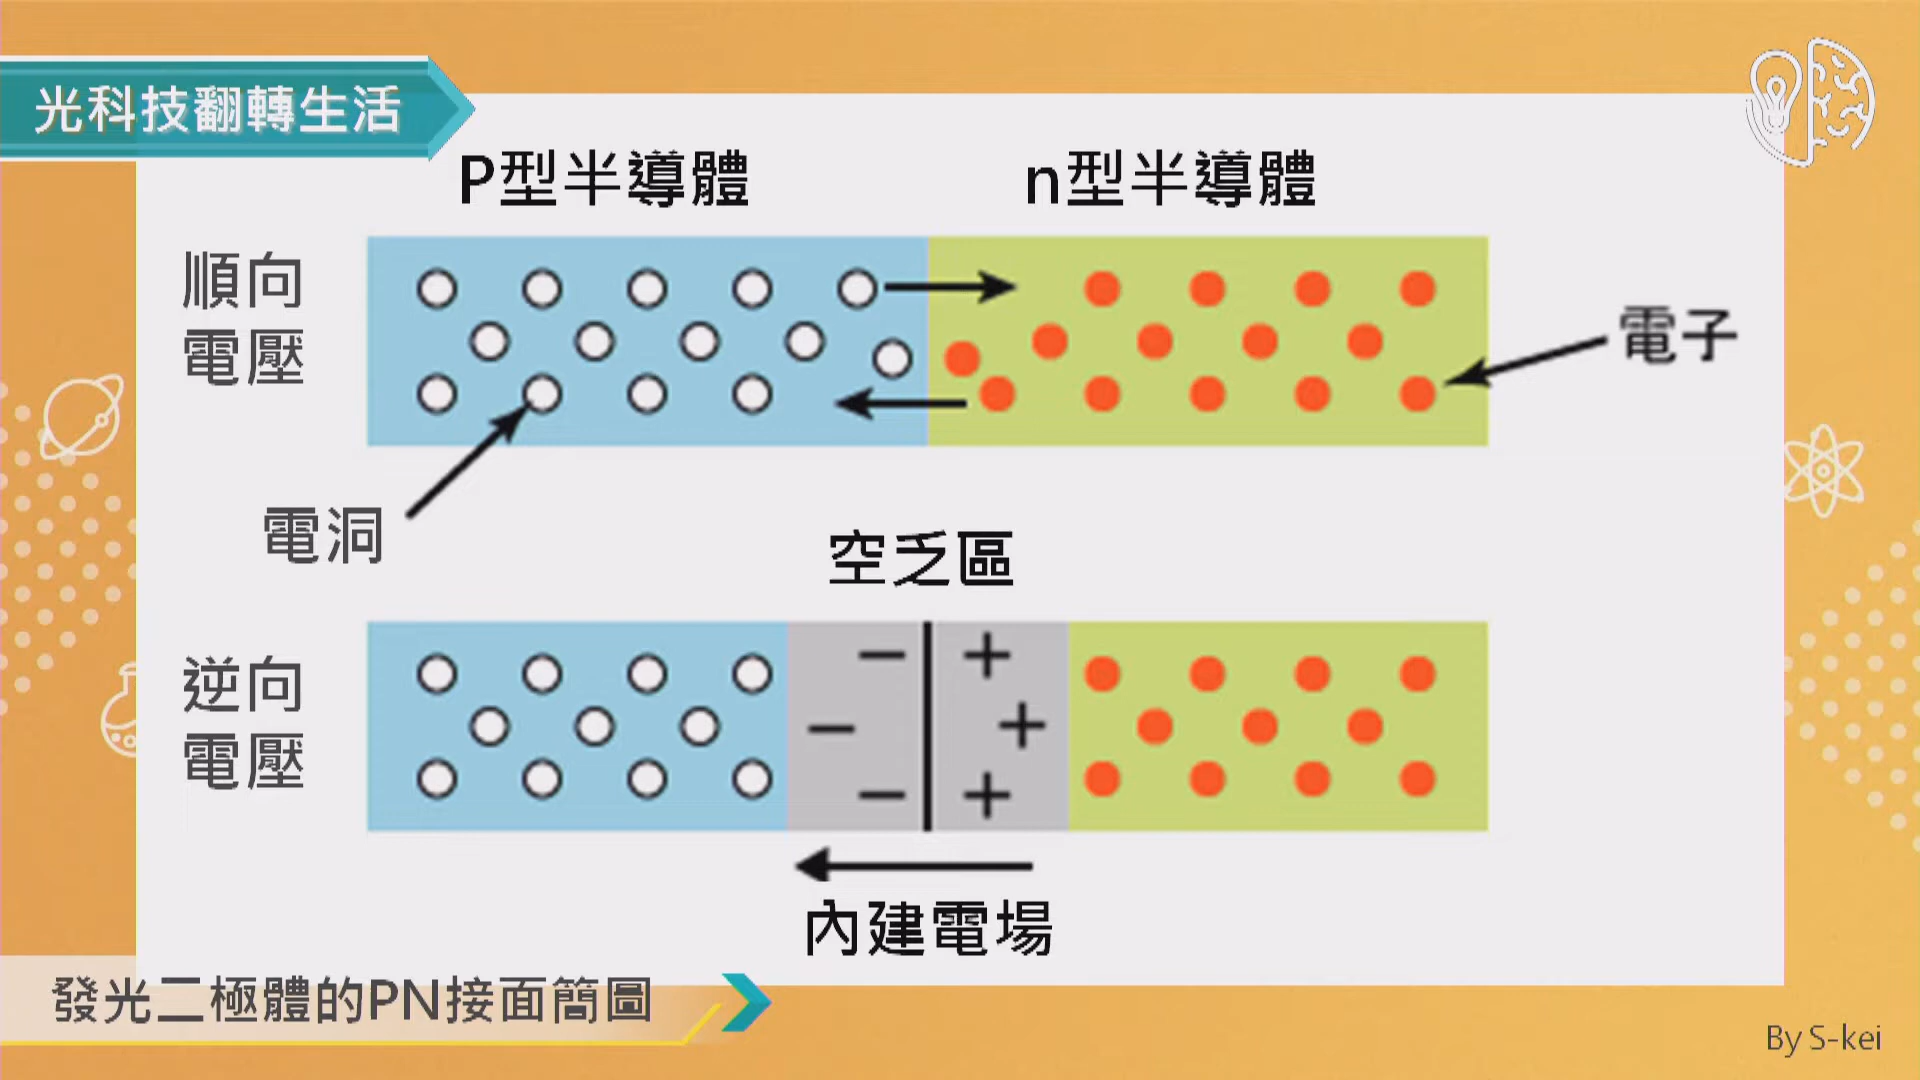 光科技翻轉生活
P型半導體
n型半導體
順向
電壓
電子
電洞
空乏區
逆向
電壓
內建電場
發光二極體的PN接面簡圖
By S-kei